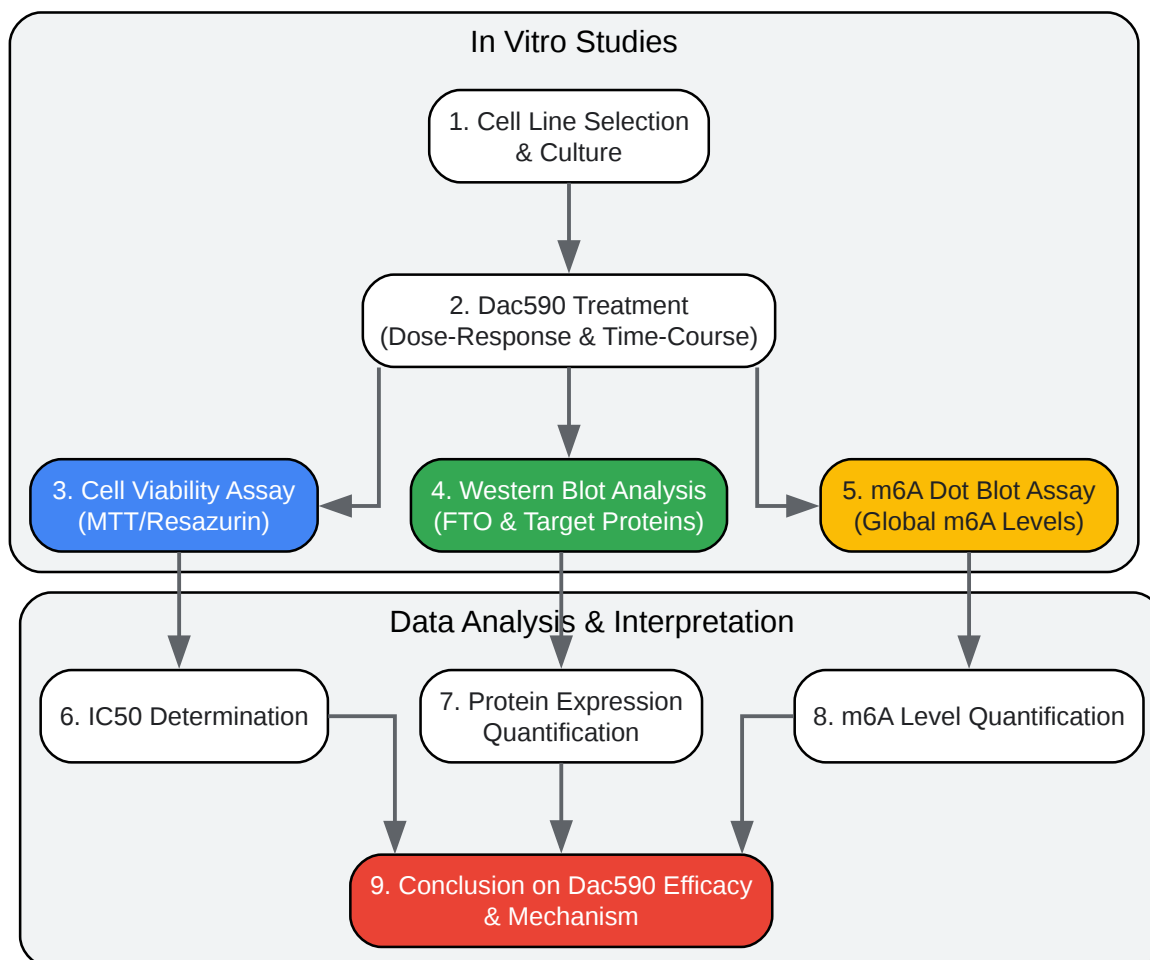 In Vitro Studies
1. Cell Line Selection
& Culture
2. Dac590 Treatment
(Dose-Response & Time-Course)
3. Cell Viability Assay
(MTT/Resazurin)
4. Western Blot Analysis
(FTO & Target Proteins)
5. m6A Dot Blot Assay
(Global m6A Levels)
Data Analysis & Interpretation
6. IC50 Determination
7. Protein Expression
Quantification
8. m6A Level Quantification
9. Conclusion on Dac590 Efficacy
& Mechanism